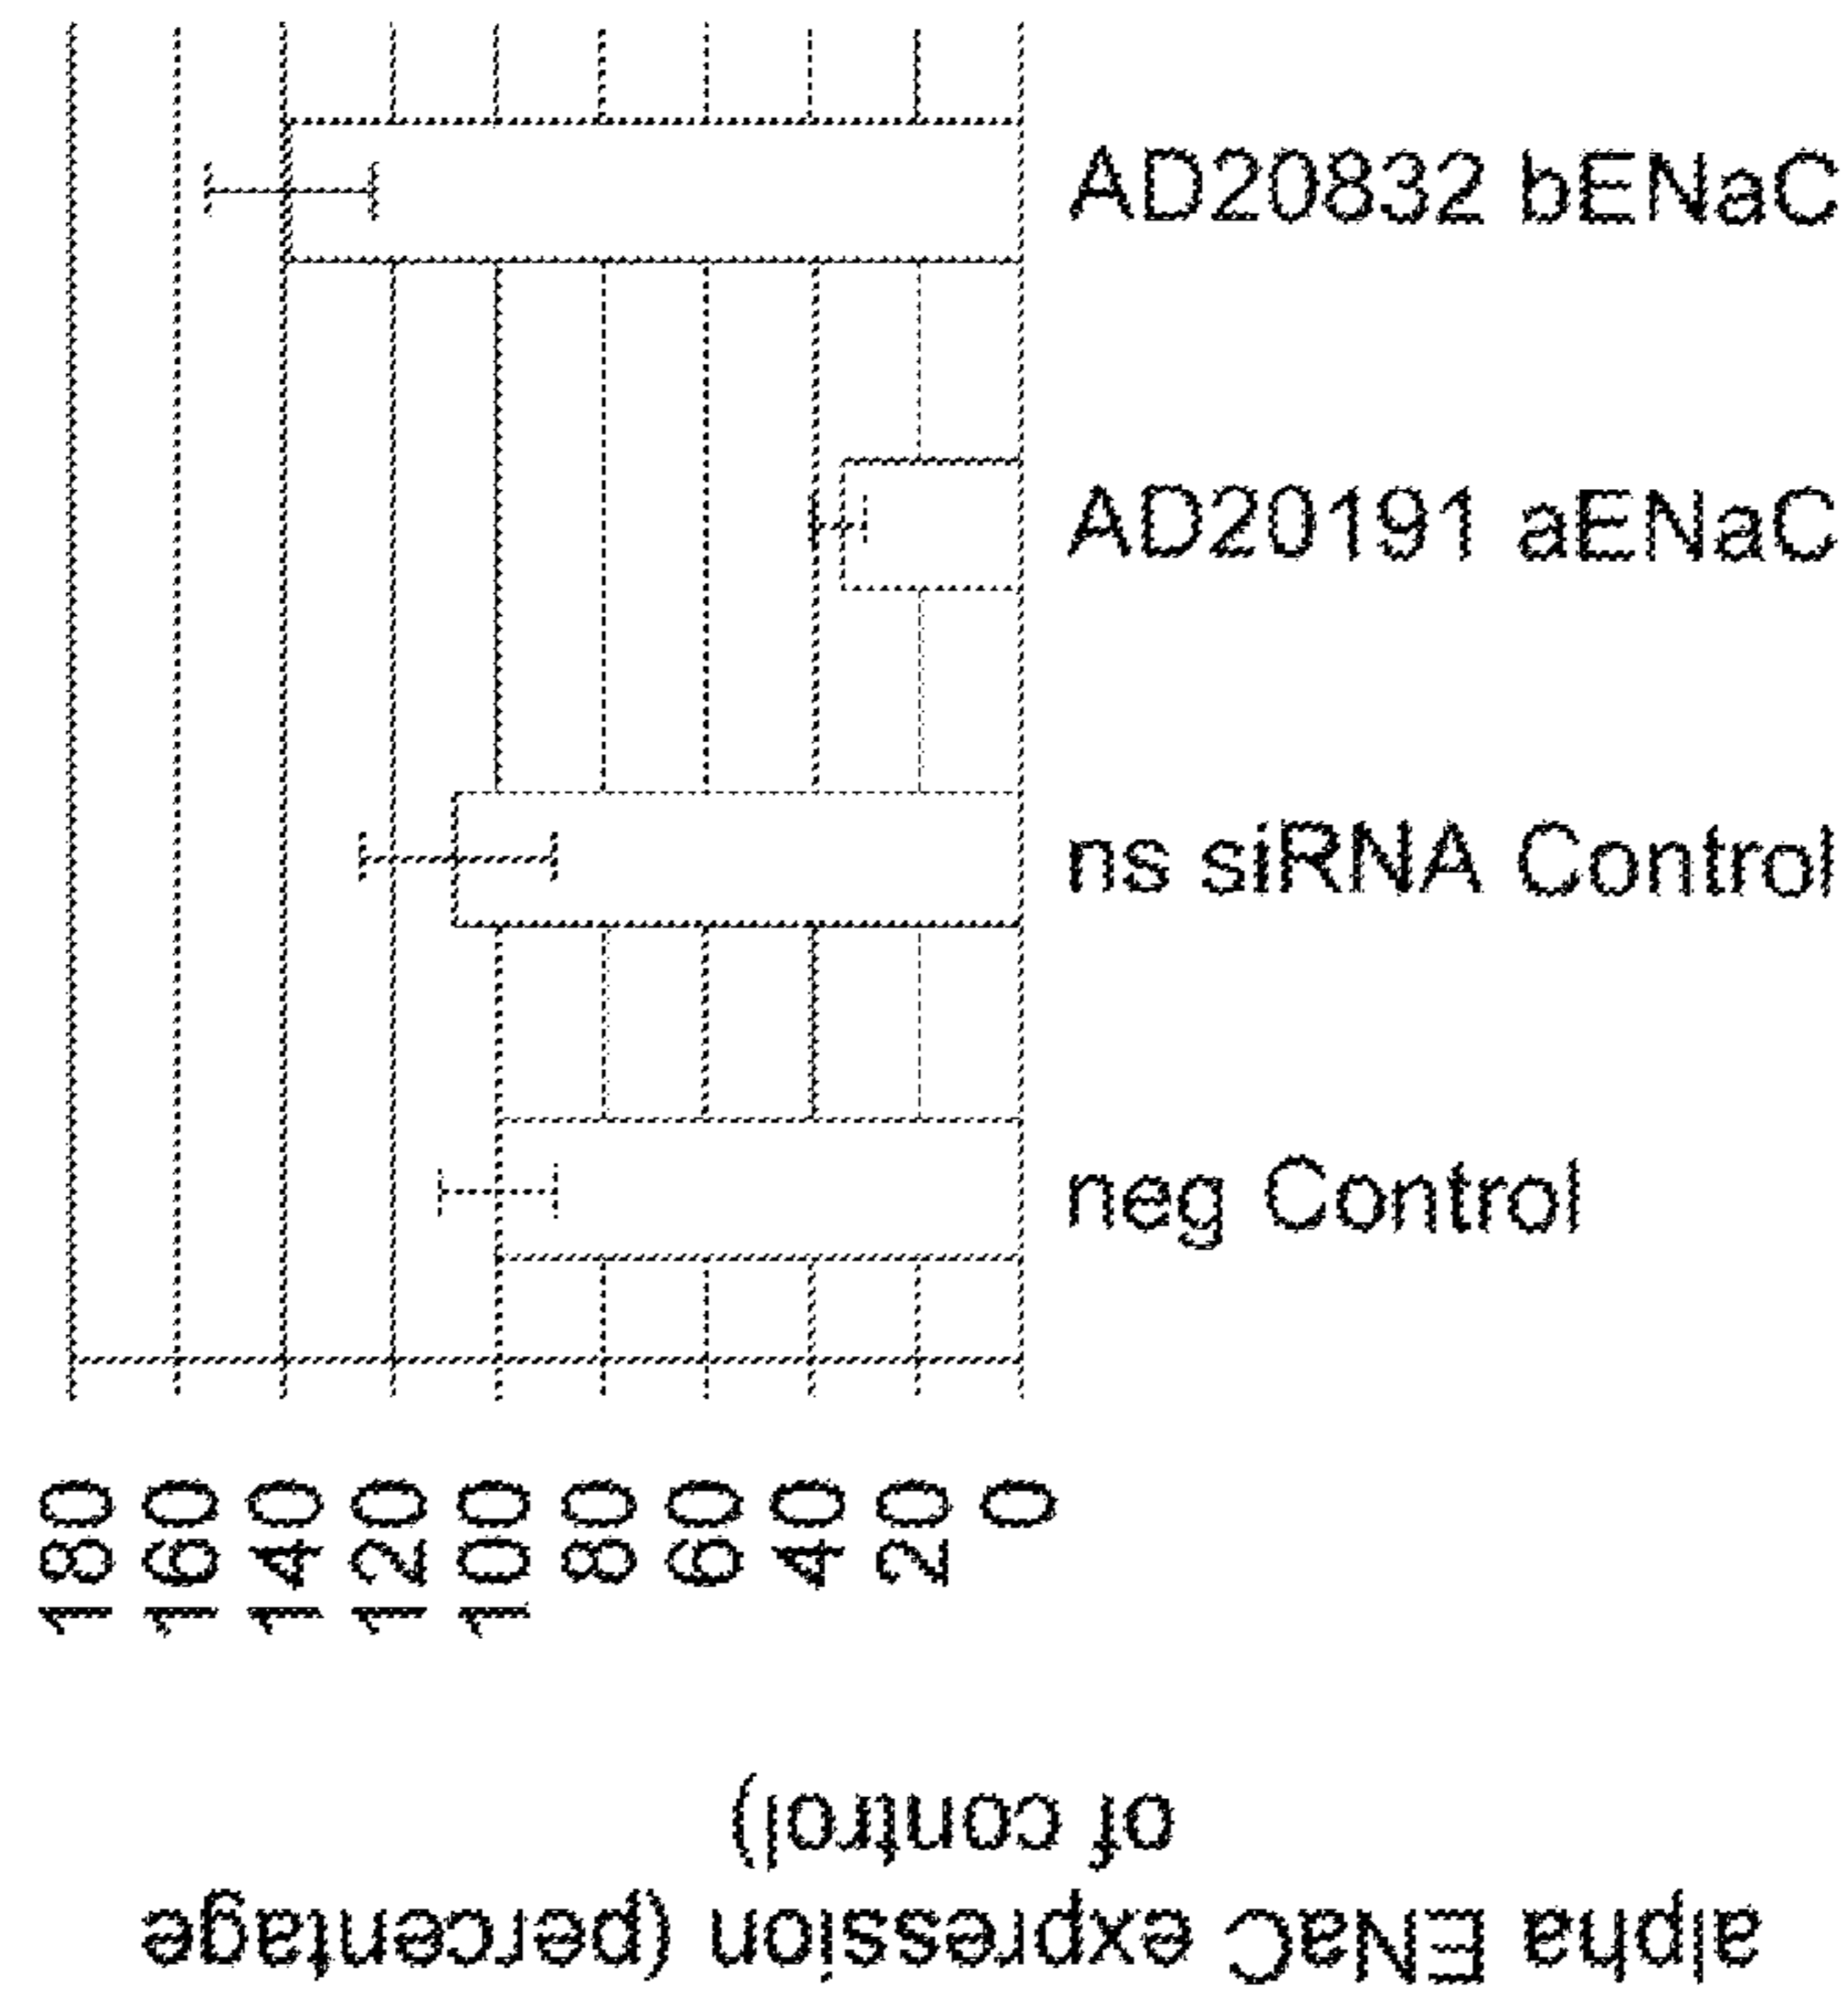 AD20832 bENaC
AD20191 aENaC
ns siRNA Control
neg Control
180
160
140
120
100
80
60
40
20
0
alpha ENaC expression (percentage
of control)